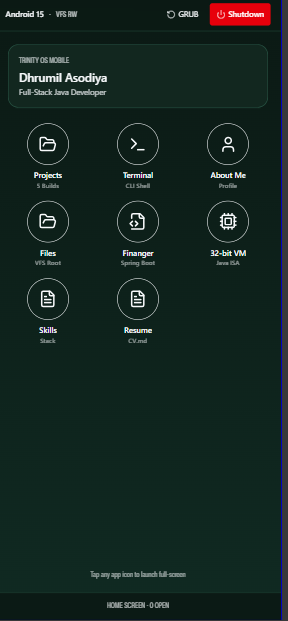 Android 15 · VFS RW
GRUB
Shutdown
TRINITY OS MOBILE
Dhrumil Asodiya
Full-Stack Java Developer
Projects
5 Builds
Terminal
CLI Shell
About Me
Profile
Files
VFS Root
Finanger
Spring Boot
32-bit VM
Java ISA
Skills
Stack
Resume
CV.md
Tap any app icon to launch full-screen
HOME SCREEN · 0 OPEN